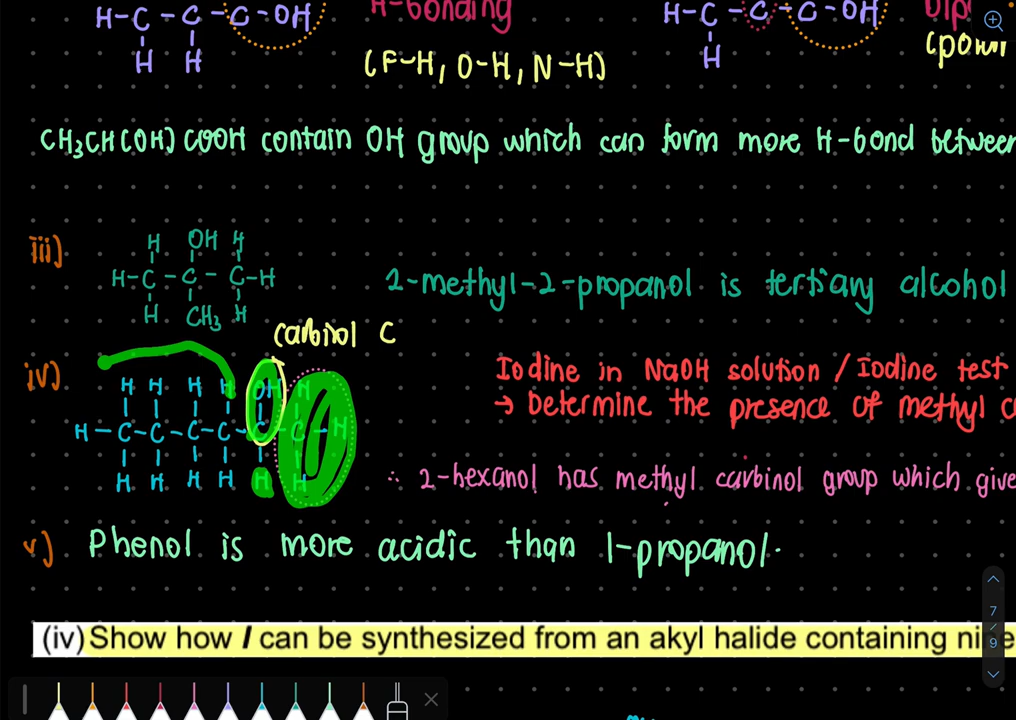 H-C-C-C-OH H-bonding H-C-C-C-OH
H H (F-H, O-H, N-H) H
CH3CH(OH)COOH contain OH group which can form more H-bond between
iii) H OH H
H-C-C-C-H 2-methyl-2-propanol is tertiary alcohol
H CH3 H
carbinol C
iv) H H H H OH H Iodine in NaOH solution / Iodine test
H-C-C-C-C-C-C-H → Determine the presence of methyl c
H H H H H H ∴ 2-hexanol has methyl carbinol group which give
v) Phenol is more acidic than 1-propanol.
(iv) Show how I can be synthesized from an akyl halide containing
7
9